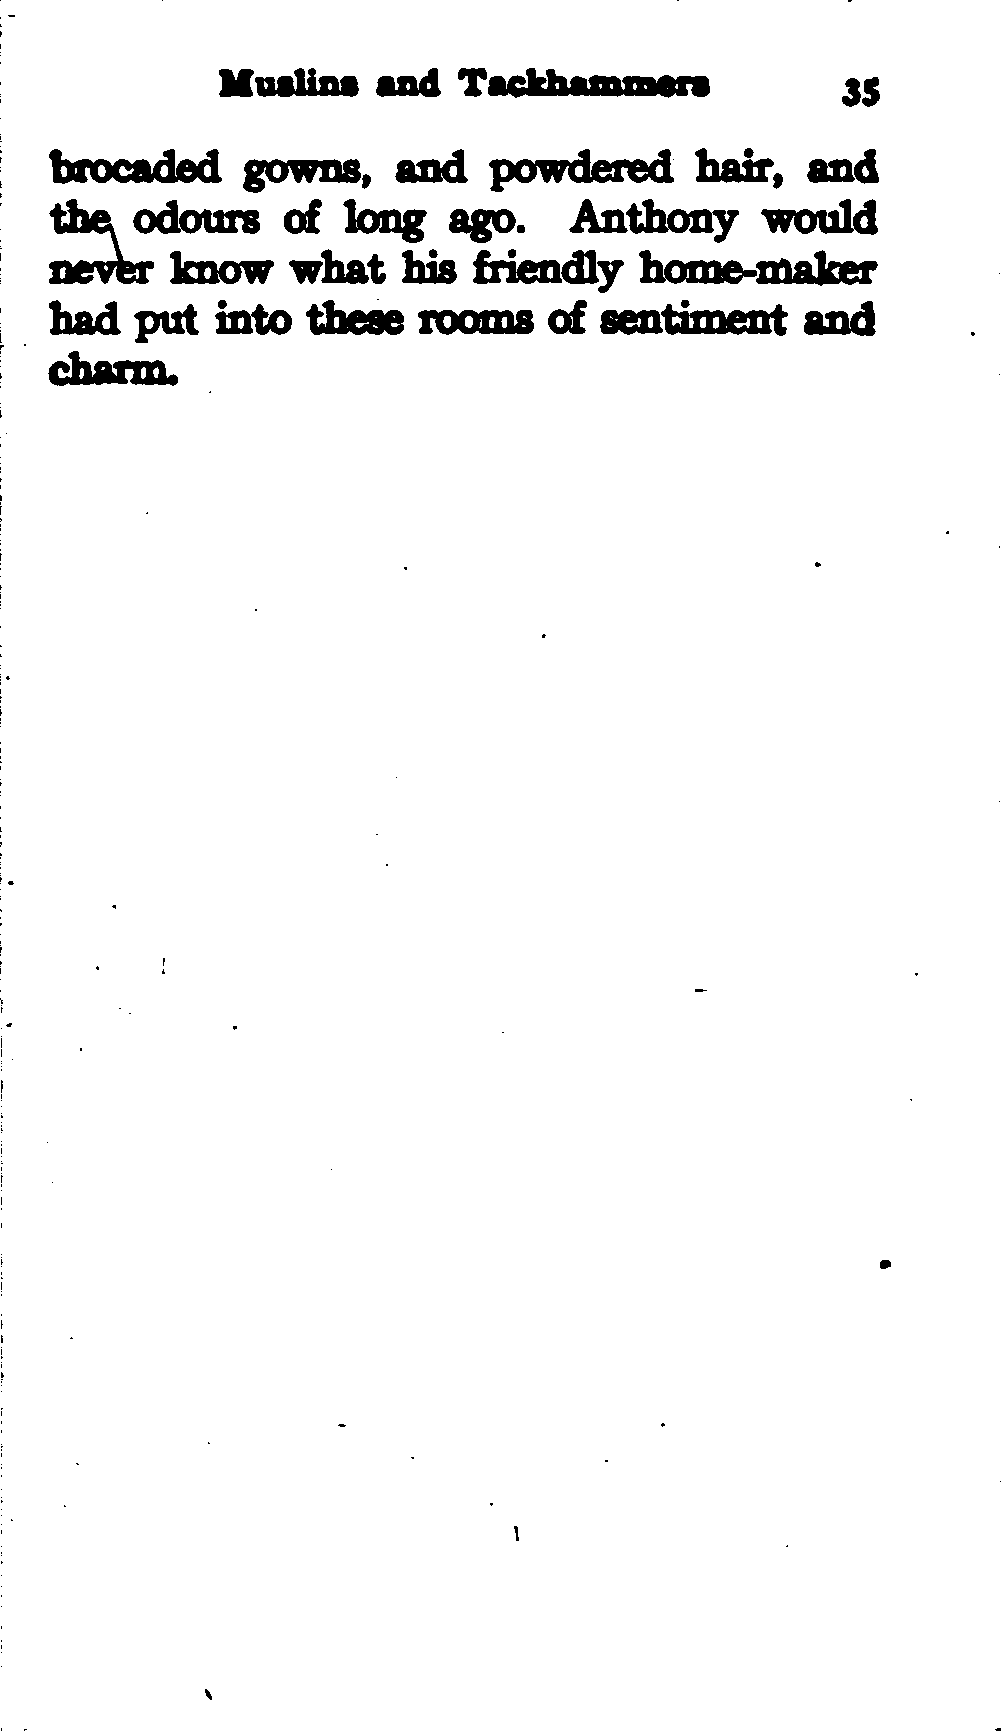 Muslins and Tackhammers 35
brocaded gowns, and powdered hair, and
the odours of long ago. Anthony would
never know what his friendly home-maker
had put into these rooms of sentiment and
charm.